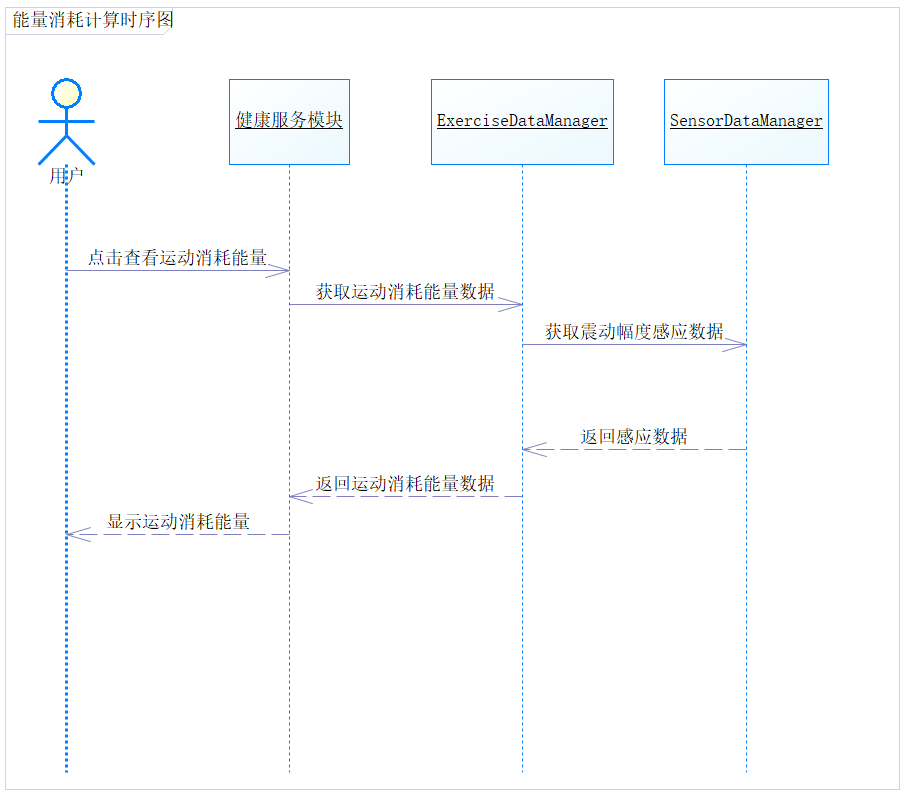 能量消耗计算时序图
用户
健康服务模块
ExerciseDataManager
SensorDataManager
点击查看运动消耗能量
获取运动消耗能量数据
获取震动幅度感应数据
返回感应数据
返回运动消耗能量数据
显示运动消耗能量